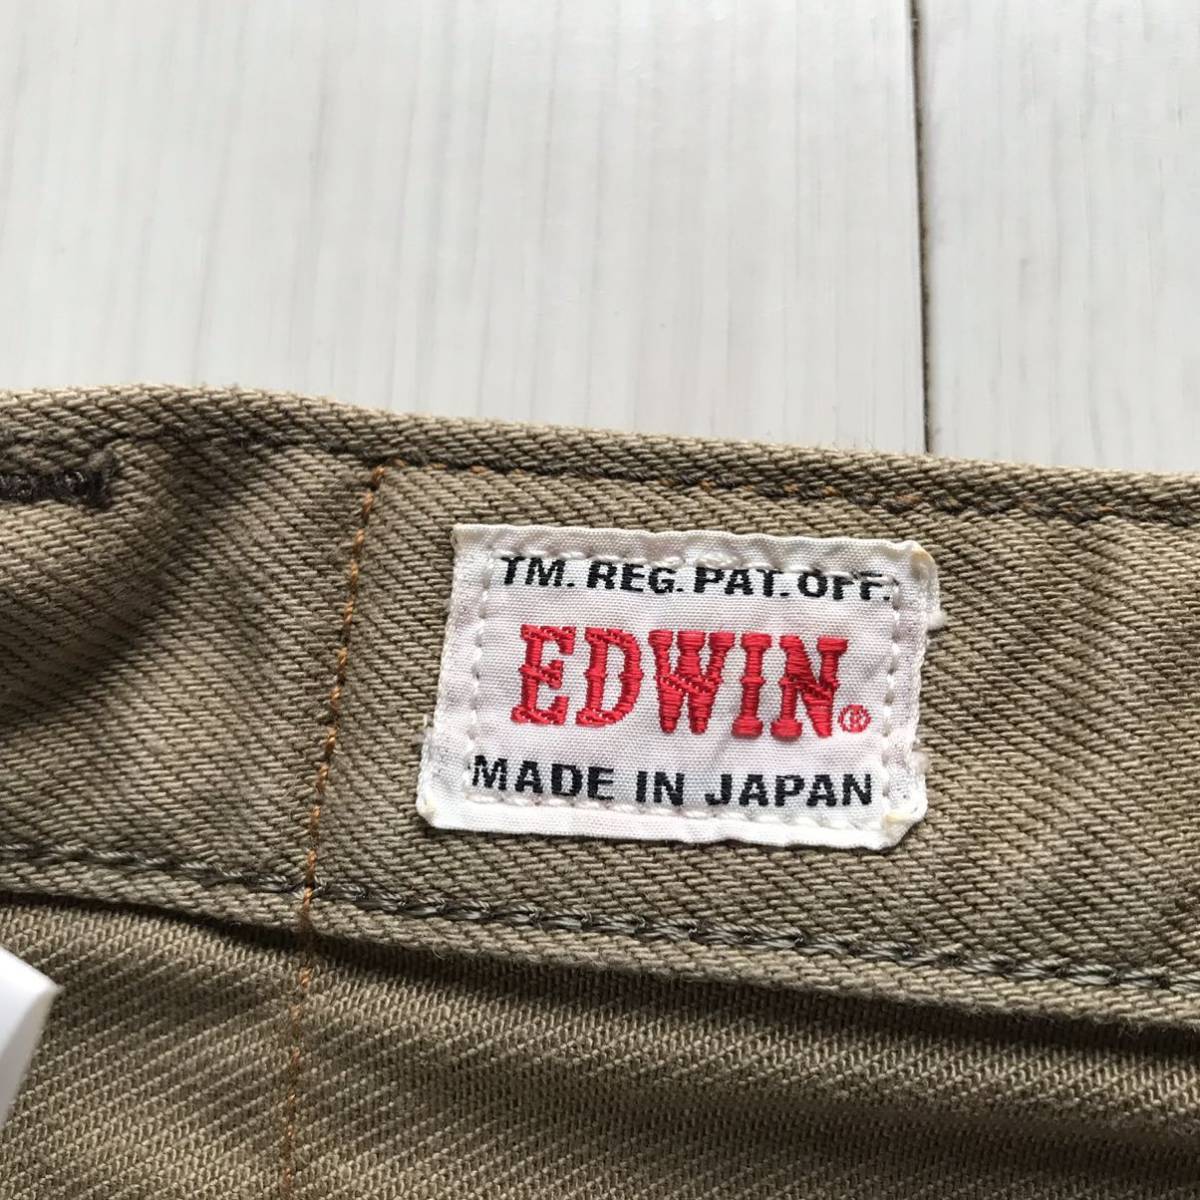 TM. REG. PAT. OFF.
EDWIN®
MADE IN JAPAN